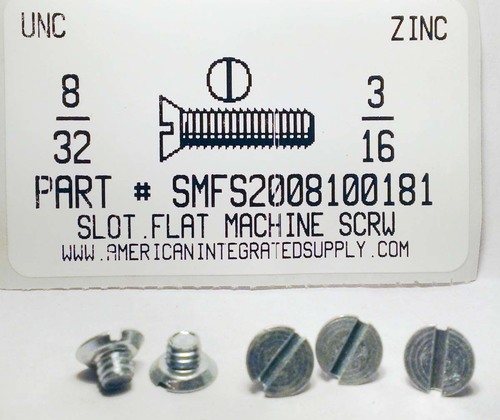 UNC ZINC
8 3
32 16
PART # SMFS2008100181
SLOT.FLAT MACHINE SCRW
WWW.AMERICANINTEGRATEDSUPPLY.COM